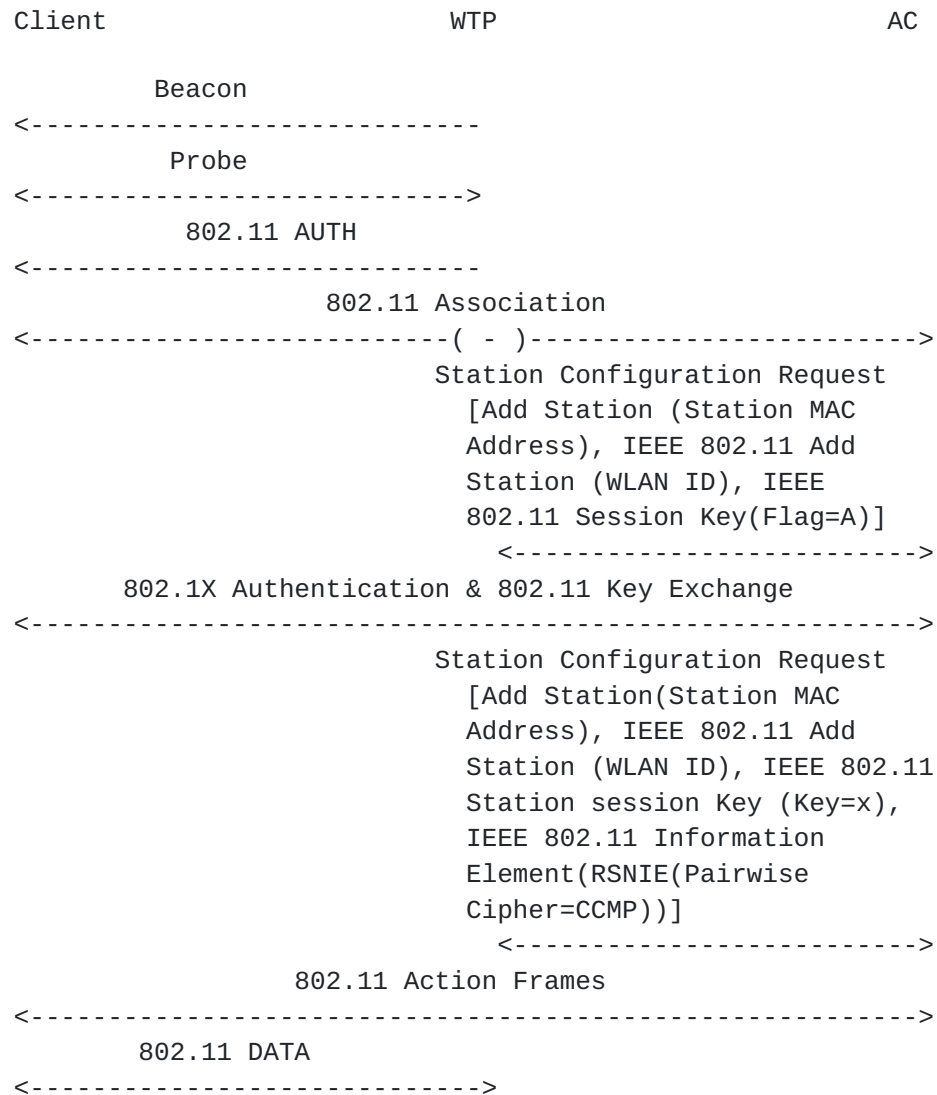 Client                      WTP                         AC

         Beacon
<-----------------------------
          Probe
<---------------------------->
           802.11 AUTH
<-----------------------------
                    802.11 Association
<---------------------------( - )------------------------->
                           Station Configuration Request
                             [Add Station (Station MAC
                             Address), IEEE 802.11 Add
                             Station (WLAN ID), IEEE
                             802.11 Session Key(Flag=A)]
                               <-------------------------->
       802.1X Authentication & 802.11 Key Exchange
<--------------------------------------------------------->
                           Station Configuration Request
                             [Add Station(Station MAC
                             Address), IEEE 802.11 Add
                             Station (WLAN ID), IEEE 802.11
                             Station session Key (Key=x),
                             IEEE 802.11 Information
                             Element(RSNIE(Pairwise
                             Cipher=CCMP))]
                               <-------------------------->
                  802.11 Action Frames
<--------------------------------------------------------->
        802.11 DATA
<----------------------------->